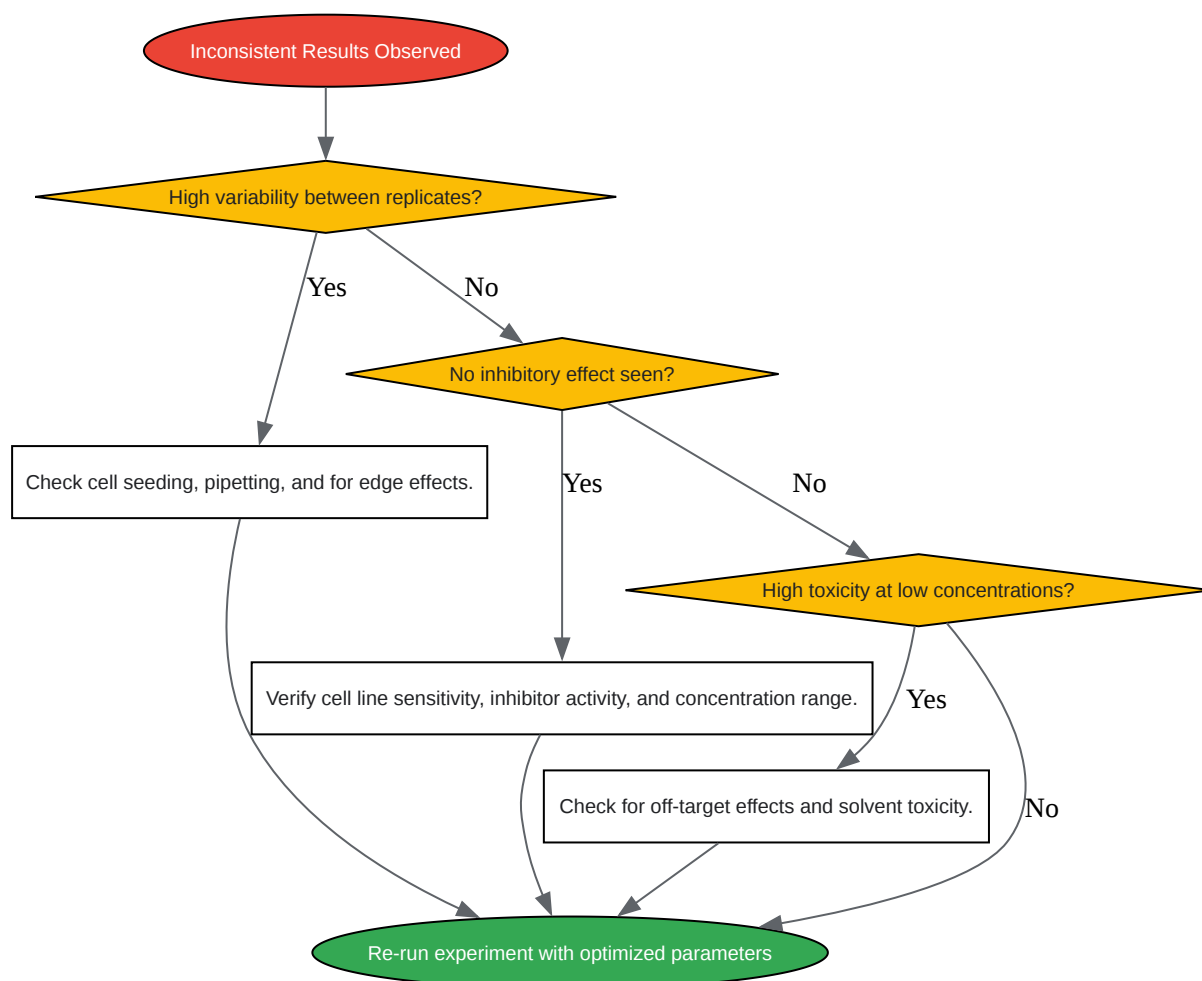 Inconsistent Results Observed
High variability between replicates?
Yes
No
No inhibitory effect seen?
Check cell seeding, pipetting, and for edge effects.
Yes
No
High toxicity at low concentrations?
Verify cell line sensitivity, inhibitor activity, and concentration range.
Yes
Check for off-target effects and solvent toxicity.
No
Re-run experiment with optimized parameters